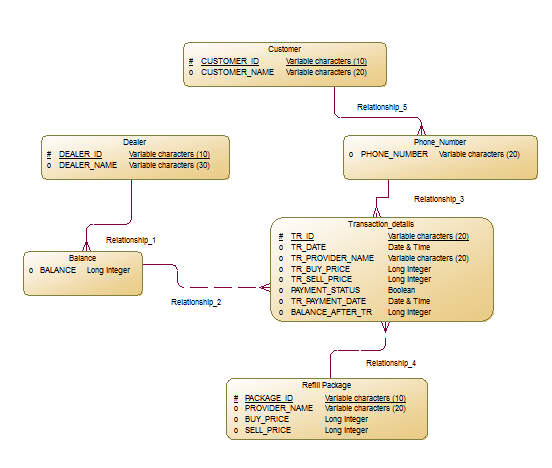 Customer
# CUSTOMER_ID Variable characters (10)
o CUSTOMER_NAME Variable characters (20)
Relationship_5
Dealer
# DEALER_ID Variable characters (10)
o DEALER_NAME Variable characters (30)
Phone_Number
o PHONE_NUMBER Variable characters (20)
Relationship_3
Relationship_1
Balance
o BALANCE Long Integer
Relationship_2
Transaction_details
# TR_ID Variable characters (20)
o TR_DATE Date & Time
o TR_PROVIDER_NAME Variable characters (20)
o TR_BUY_PRICE Long Integer
o TR_SELL_PRICE Long Integer
o PAYMENT_STATUS Boolean
o TR_PAYMENT_DATE Date & Time
o BALANCE_AFTER_TR Long Integer
Relationship_4
Refill Package
# PACKAGE_ID Variable characters (10)
o PROVIDER_NAME Variable characters (20)
o BUY_PRICE Long Integer
o SELL_PRICE Long Integer